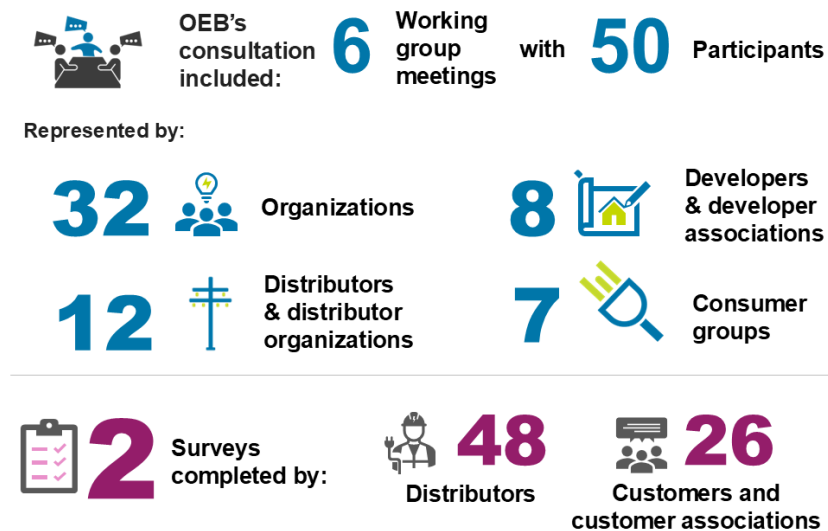 OEB's
consultation
included:
6
Working
group
meetings
with
50
Participants
Represented by:
32
Organizations
8
Developers
& developer
associations
12
Distributors
& distributor
organizations
7
Consumer
groups
2
Surveys
completed by:
48
Distributors
26
Customers and
customer associations